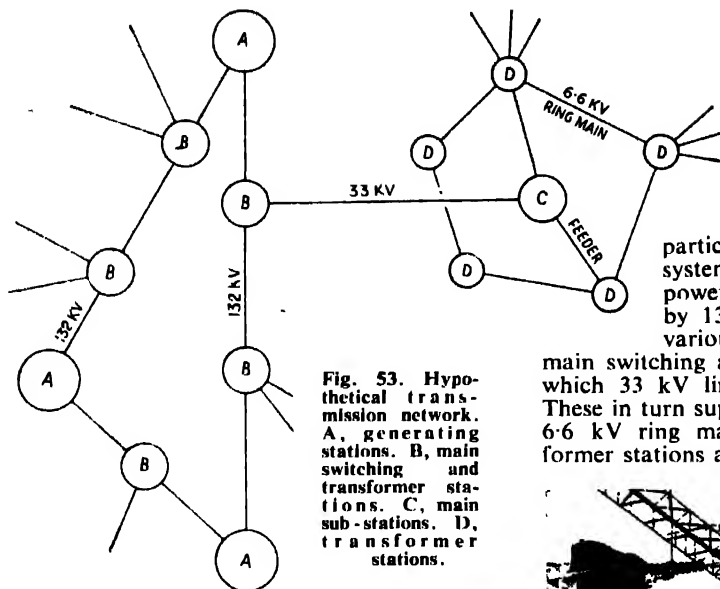 A
B
B
132 KV
A
B
A
B
132 KV
B
33 KV
C
FEEDER
D
6·6 KV
RING MAIN
D
D
D
D
Fig. 53. Hypo-
thetical trans-
mission network.
A, generating
stations. B, main
switching and
transformer sta-
tions. C, main
sub-stations. D,
transformer
stations.
partic
system
power
by 13
variou
main switching a
which 33 kV lin
These in turn sup
6·6 kV ring ma
former stations a